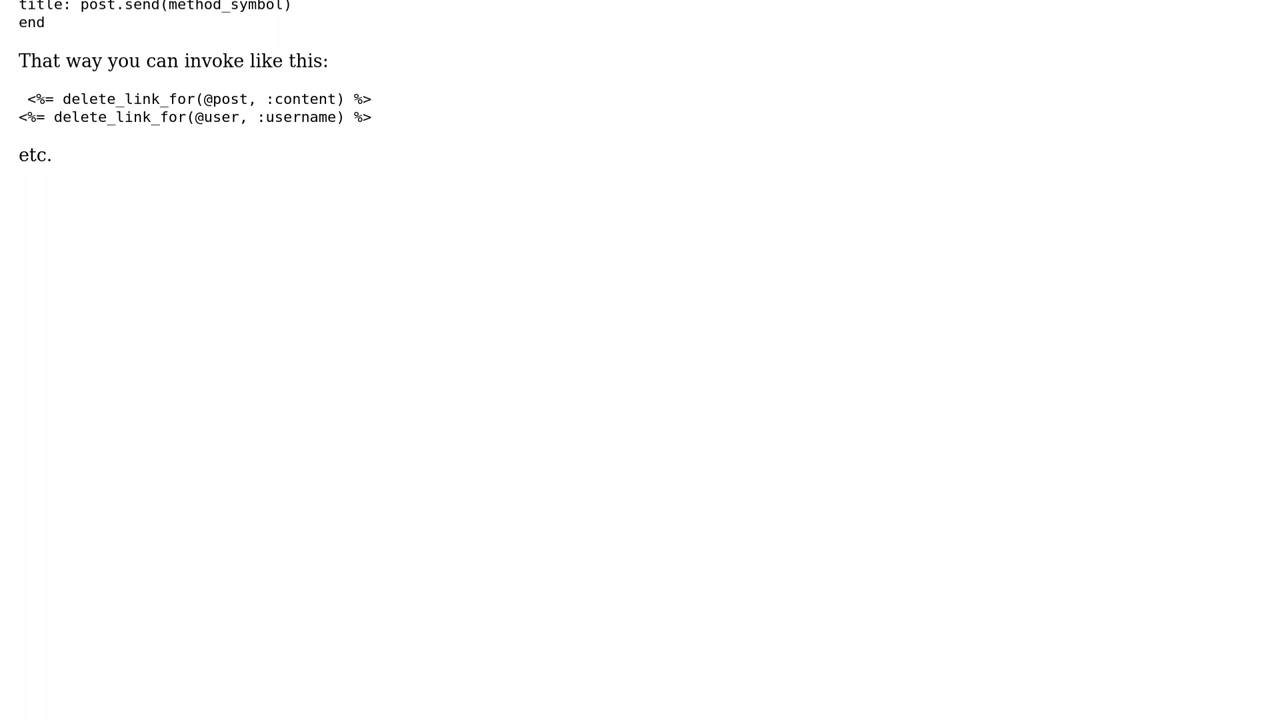 title: post.send(method_symbol)
end
That way you can invoke like this:
<%= delete_link_for(@post, :content) %>
<%= delete_link_for(@user, :username) %>
etc.